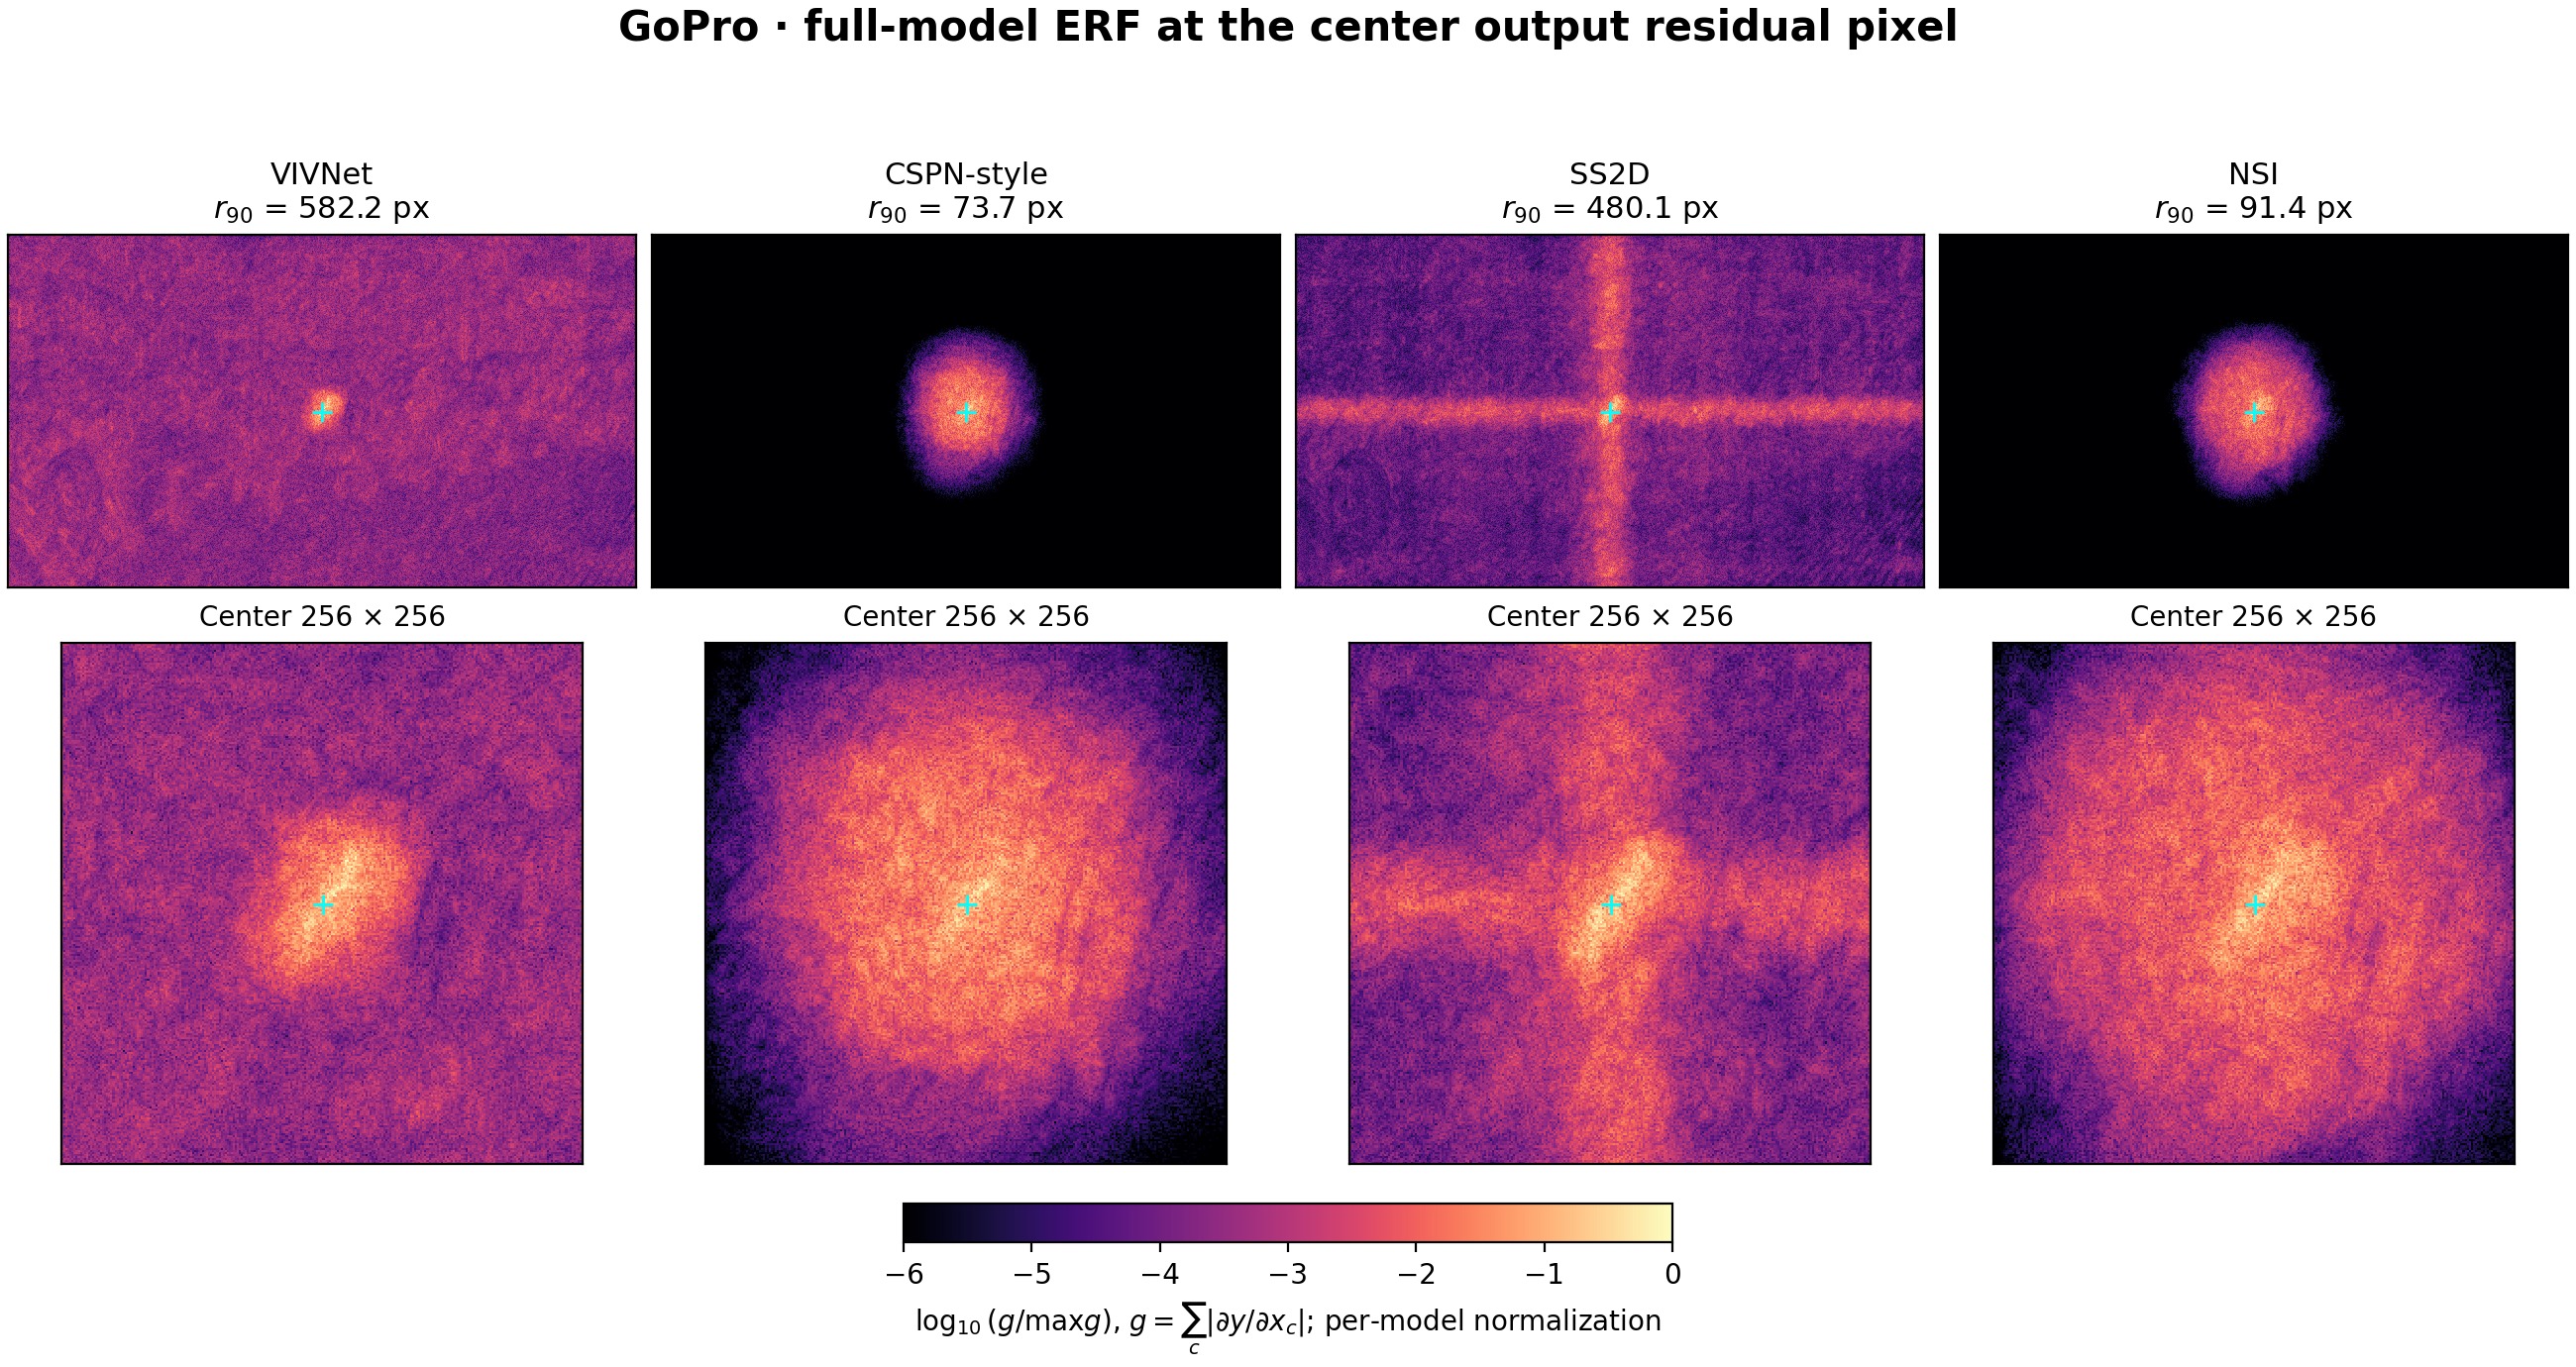 GoPro · full-model ERF at the center output residual pixel
VIVNet
r90 = 582.2 px
CSPN-style
r90 = 73.7 px
SS2D
r90 = 480.1 px
NSI
r90 = 91.4 px
Center 256 × 256
Center 256 × 256
Center 256 × 256
Center 256 × 256
−6 −5 −4 −3 −2 −1 0
log10 (g/maxg), g = ∑c |∂y/∂xc|; per-model normalization